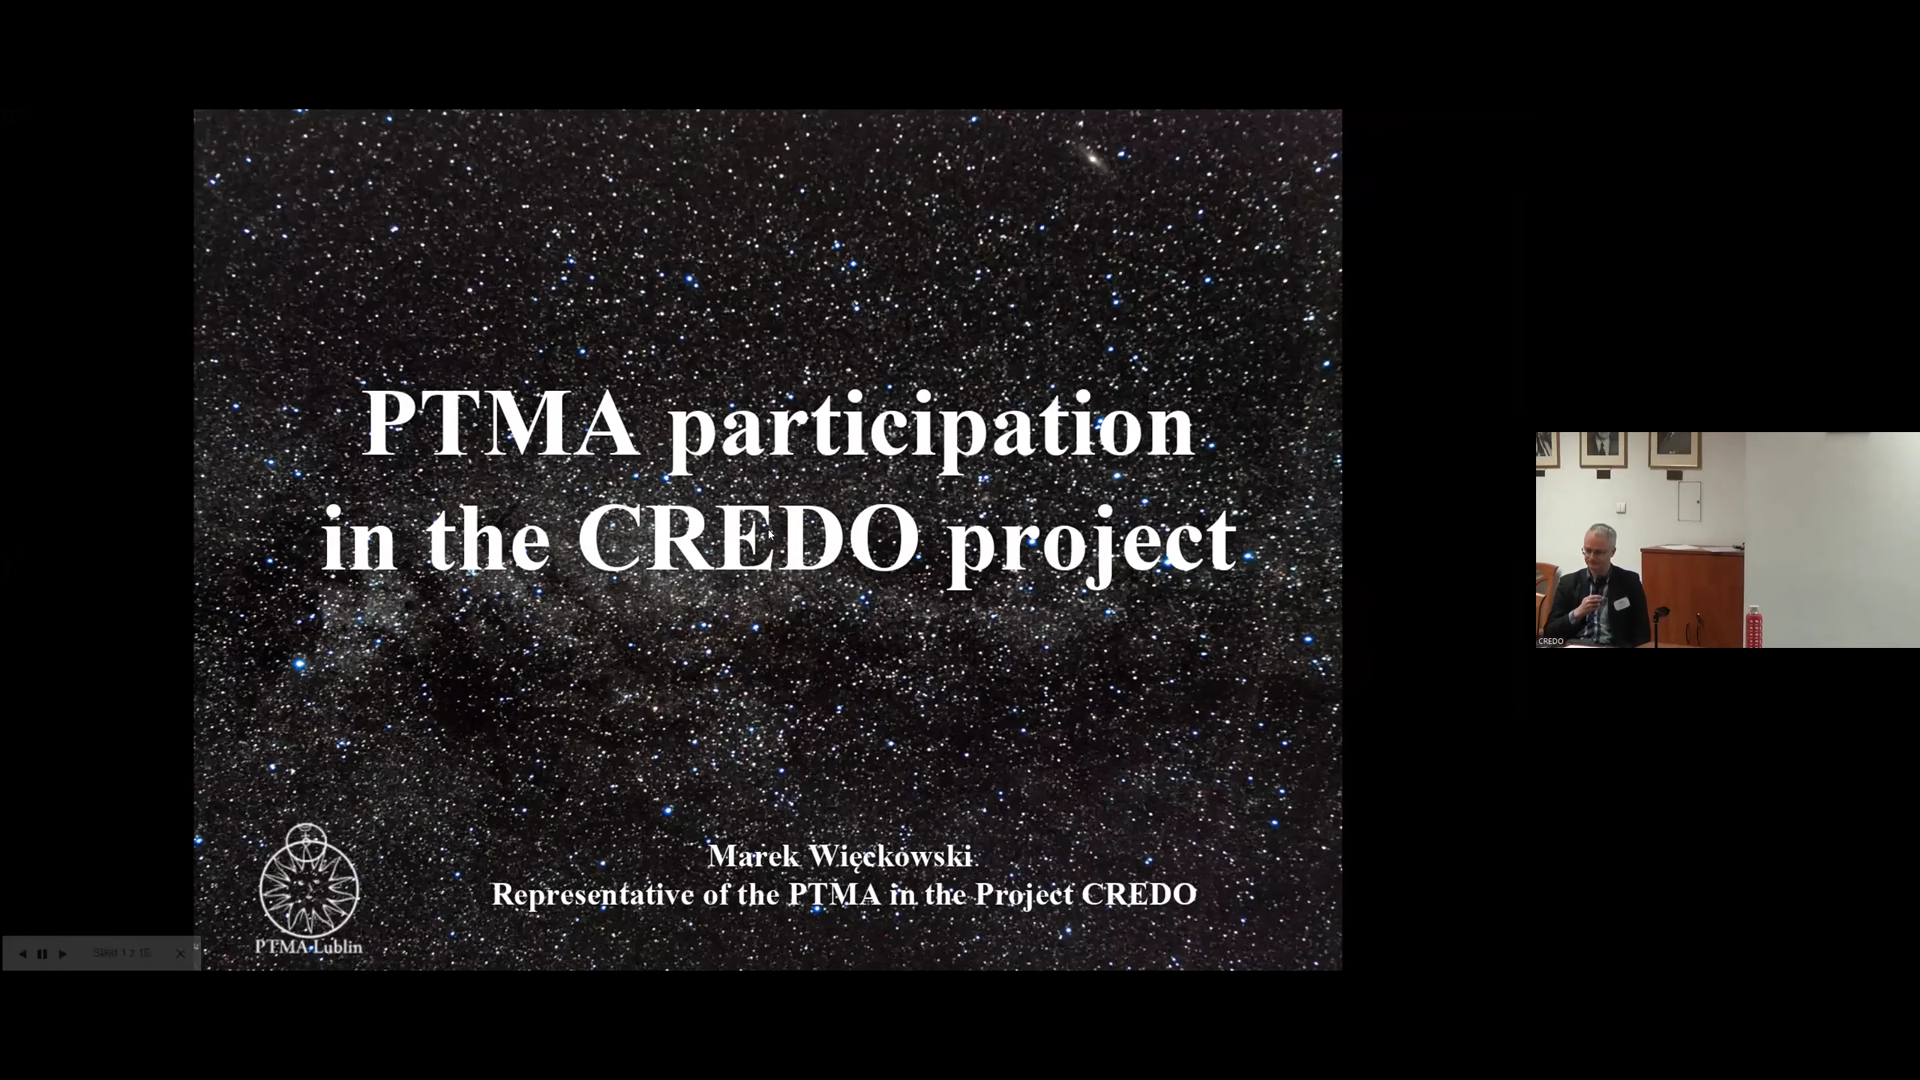 PTMA participation
in the CREDO project
Marek Więckowski
Representative of the PTMA in the Project CREDO
PTMA Lublin
CREDO